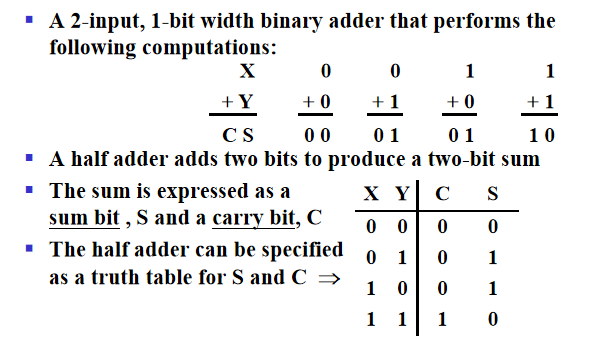 ▪ A 2-input, 1-bit width binary adder that performs the
following computations:
X 0 0 1 1
+ Y + 0 + 1 + 0 + 1
C S 0 0 0 1 0 1 1 0
▪ A half adder adds two bits to produce a two-bit sum
▪ The sum is expressed as a
sum bit , S and a carry bit, C
▪ The half adder can be specified
as a truth table for S and C ⇒
X Y C S
0 0 0 0
0 1 0 1
1 0 0 1
1 1 1 0